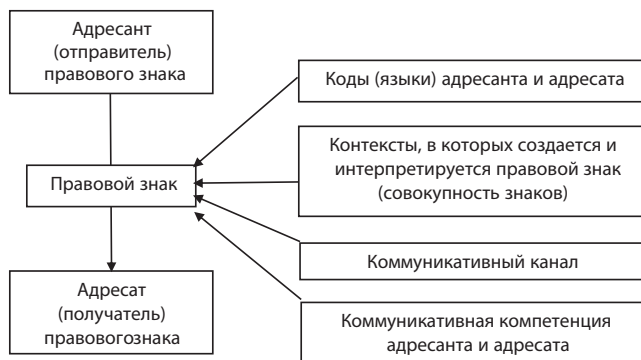 Адресант
(отправитель)
правового знака
Коды (языки) адресанта и адресата
Контексты, в которых создается и
интерпретируется правовой знак
(совокупность знаков)
Правовой знак
Коммуникативный канал
Адресат
(получатель)
правовогознака
Коммуникативная компетенция
адресанта и адресата